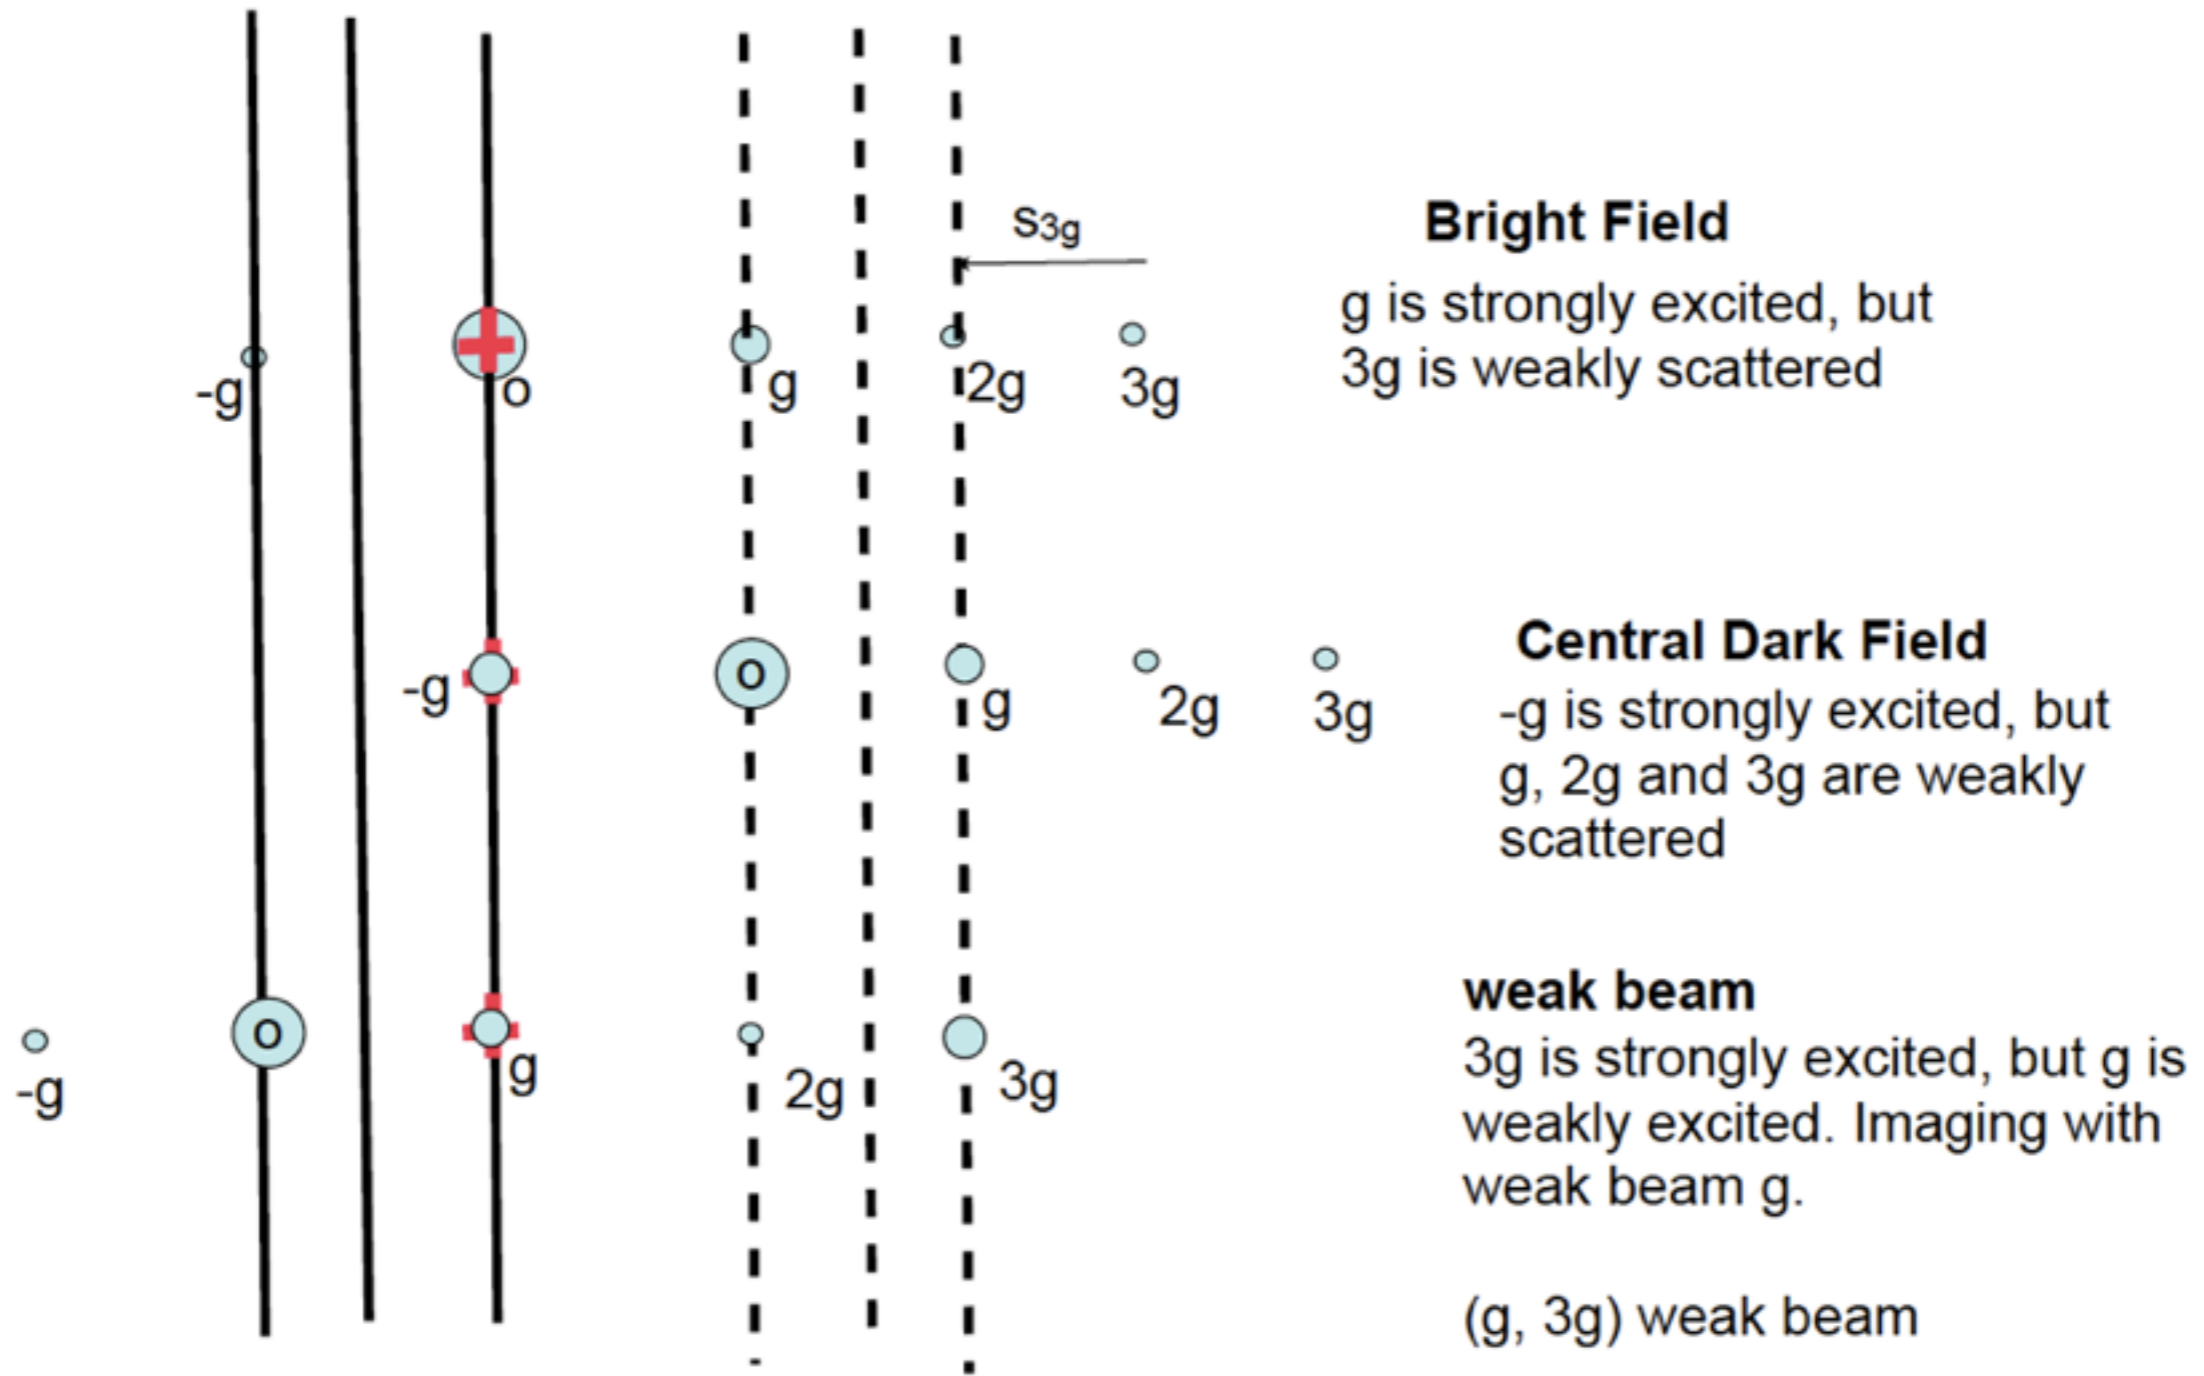 s3g
Bright Field
g is strongly excited, but
3g is weakly scattered
-g
o
g
2g
3g
Central Dark Field
-g
o
g
2g
3g
-g is strongly excited, but
g, 2g and 3g are weakly
scattered
weak beam
-g
o
g
2g
3g
3g is strongly excited, but g is
weakly excited. Imaging with
weak beam g.
(g, 3g) weak beam